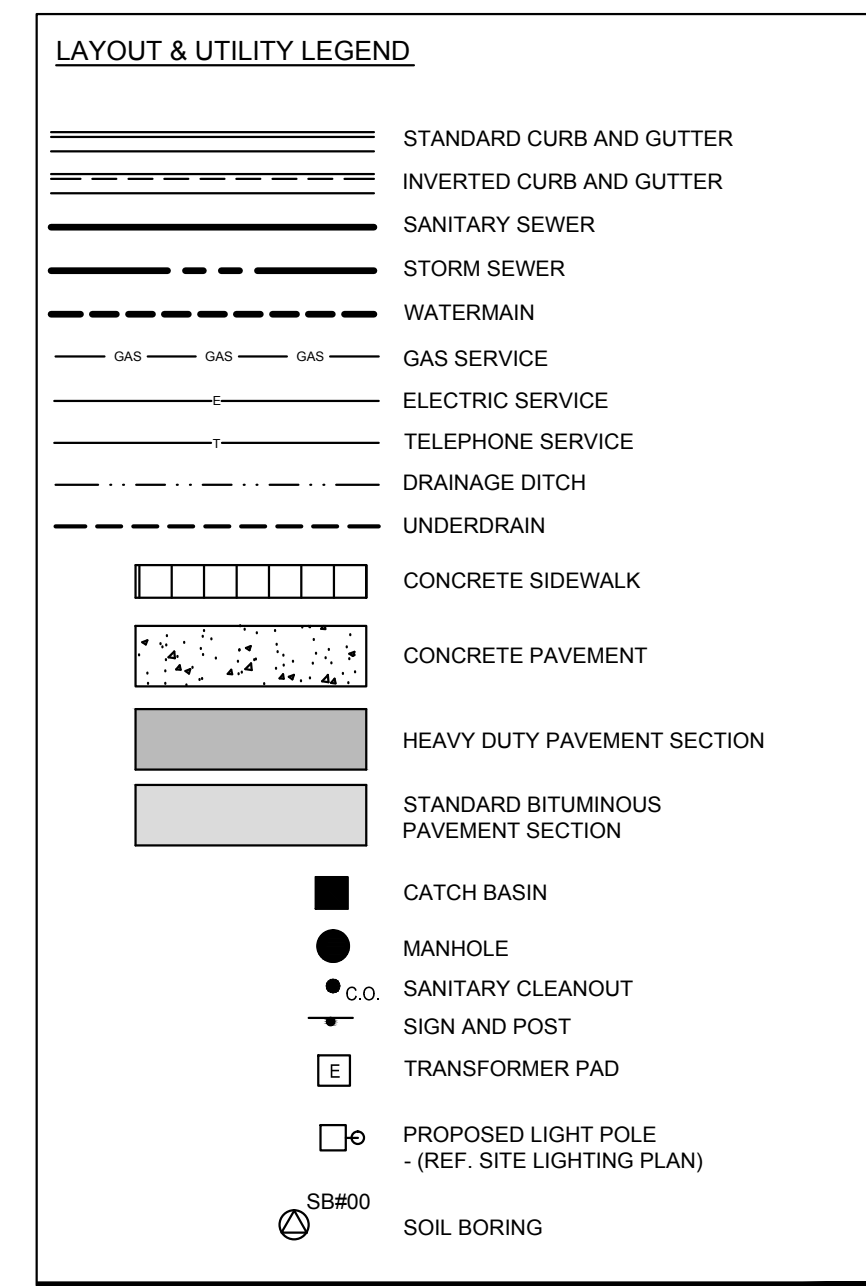 LAYOUT & UTILITY LEGEND
STANDARD CURB AND GUTTER
INVERTED CURB AND GUTTER
SANITARY SEWER
STORM SEWER
WATERMAIN
GAS GAS GAS GAS SERVICE
E ELECTRIC SERVICE
T TELEPHONE SERVICE
DRAINAGE DITCH
UNDERDRAIN
CONCRETE SIDEWALK
CONCRETE PAVEMENT
HEAVY DUTY PAVEMENT SECTION
STANDARD BITUMINOUS
PAVEMENT SECTION
CATCH BASIN
MANHOLE
C.O. SANITARY CLEANOUT
SIGN AND POST
E TRANSFORMER PAD
PROPOSED LIGHT POLE
- (REF. SITE LIGHTING PLAN)
SB#00
SOIL BORING